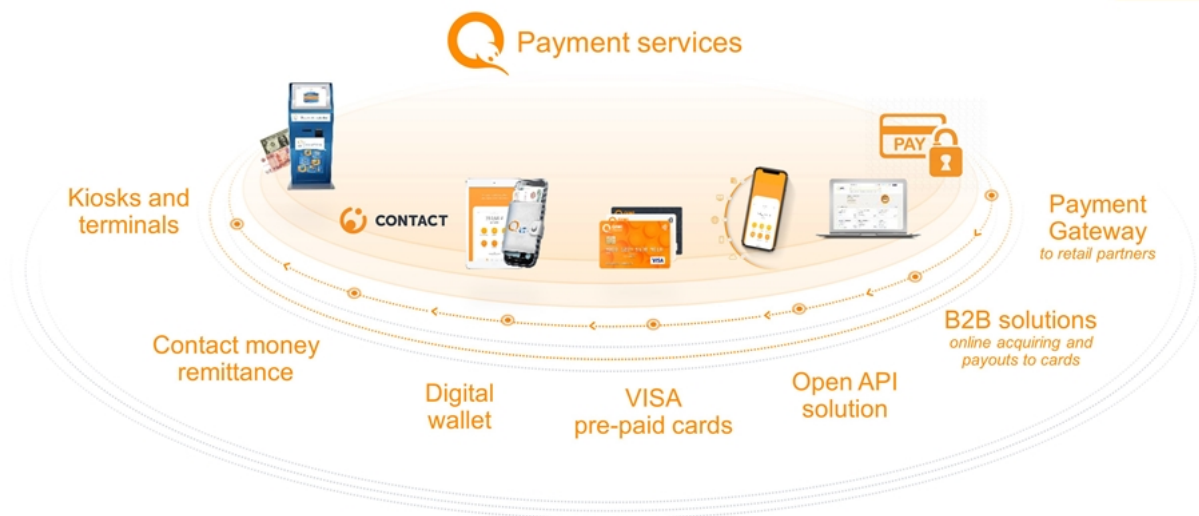 Payment services
PAY
Kiosks and
terminals
CONTACT
VISA
Payment
Gateway
to retail partners
B2B solutions
online acquiring and
payouts to cards
Contact money
remittance
Digital
wallet
VISA
pre-paid cards
Open API
solution